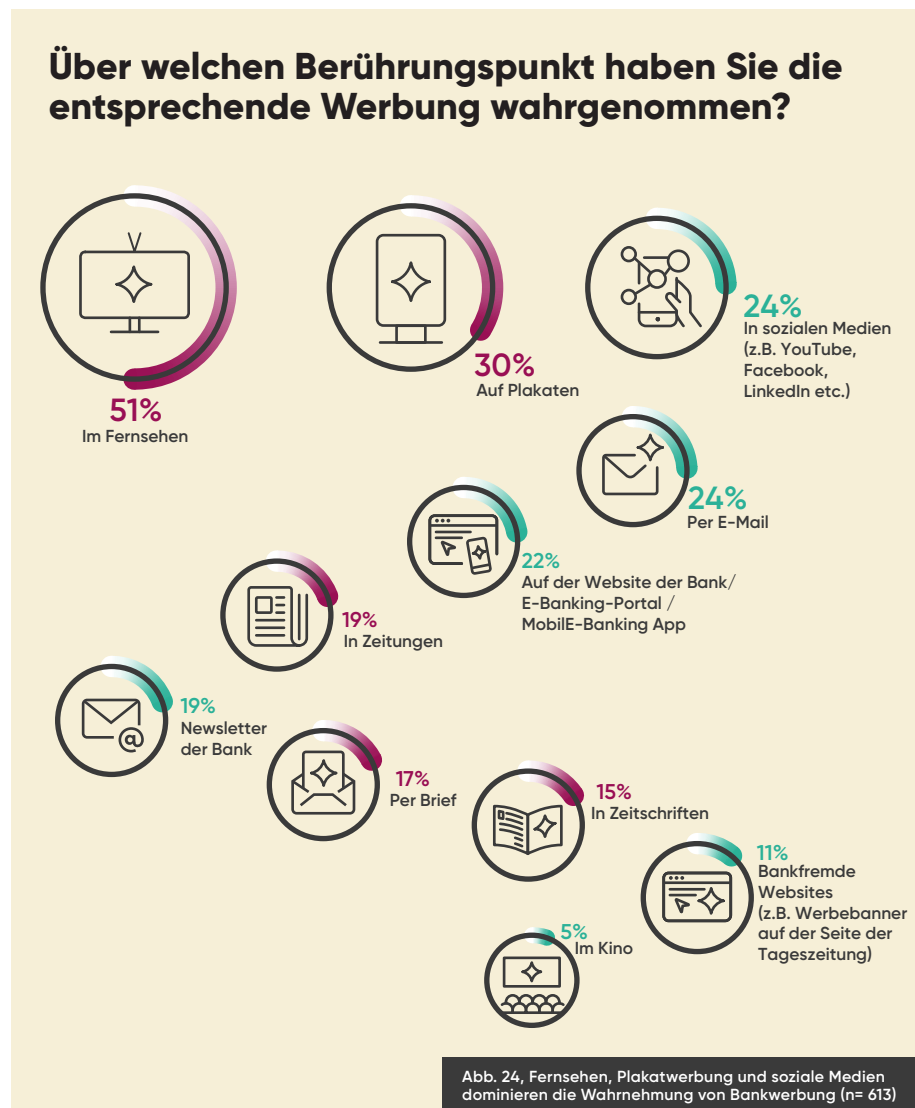 Über welchen Berührungspunkt haben Sie die
entsprechende Werbung wahrgenommen?
51%
Im Fernsehen
30%
Auf Plakaten
24%
In sozialen Medien
(z.B. YouTube,
Facebook,
LinkedIn etc.)
24%
Per E-Mail
22%
Auf der Website der Bank/
E-Banking-Portal /
MobilE-Banking App
19%
In Zeitungen
19%
Newsletter
der Bank
@
17%
Per Brief
15%
In Zeitschriften
11%
Bankfremde
Websites
(z.B. Werbebanner
auf der Seite der
Tageszeitung)
5%
Im Kino
Abb. 24, Fernsehen, Plakatwerbung und soziale Medien
dominieren die Wahrnehmung von Bankwerbung (n= 613)